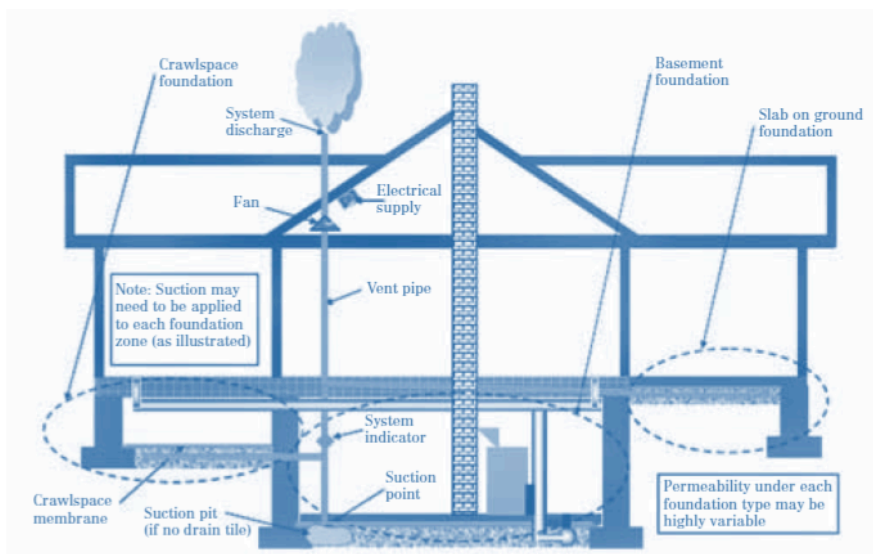 Crawlspace
foundation
System
discharge
Basement
foundation
Slab on ground
foundation
Electrical
supply
Fan
Note: Suction may
need to be applied
to each foundation
zone (as illustrated)
Vent pipe
System
indicator
Suction
point
Crawlspace
membrane
Suction pit
(if no drain tile)
Permeability under each
foundation type may be
highly variable